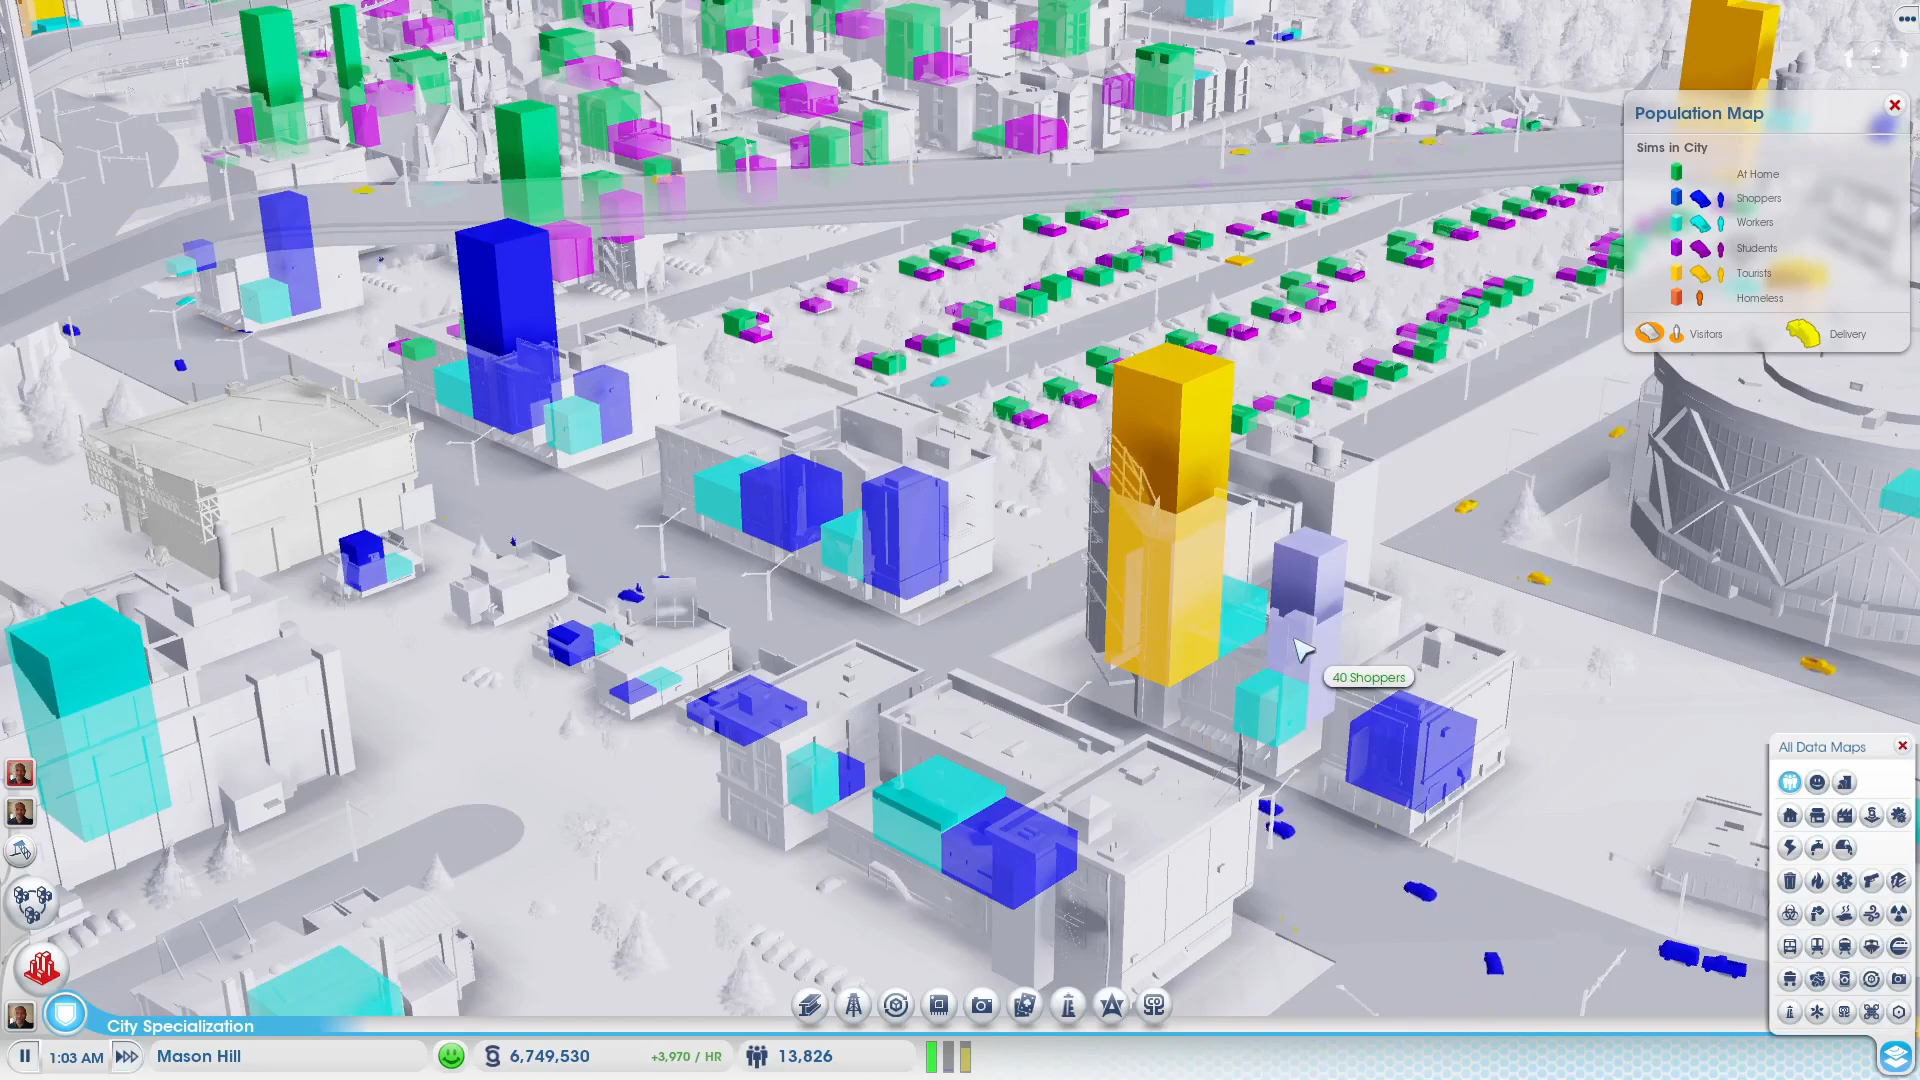 Population Map
Sims in City
At Home
Shoppers
Workers
Students
Tourists
Homeless
Visitors
Delivery
40 Shoppers
All Data Maps
City Specialization
1:03 AM
Mason Hill
6,749,530
+3,970 / HR
13,826